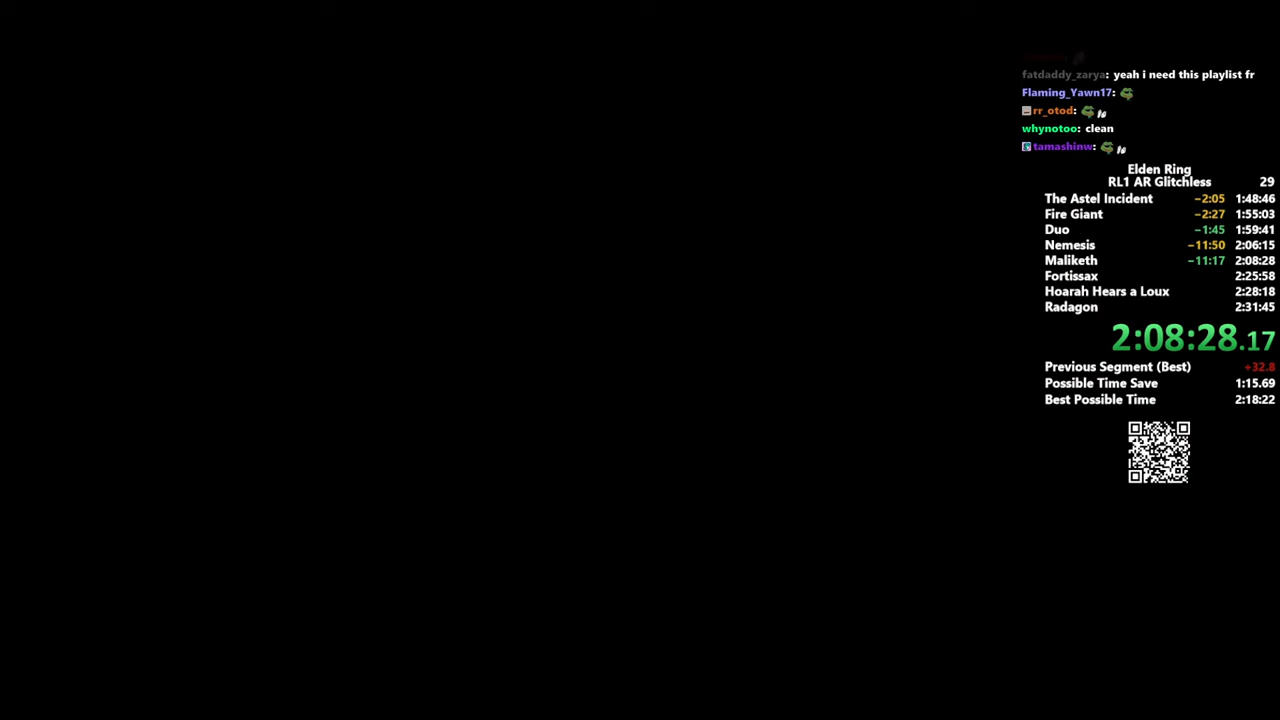 fatdaddy_zarya: yeah i need this playlist fr
Flaming_Yawn17:
rr_otod:
whynotoo: clean
tamashinw:
Elden Ring
RL1 AR Glitchless 29
The Astel Incident −2:05 1:48:46
Fire Giant −2:27 1:55:03
Duo −1:45 1:59:41
Nemesis −11:50 2:06:15
Maliketh −11:17 2:08:28
Fortissax 2:25:58
Hoarah Hears a Loux 2:28:18
Radagon 2:31:45
2:08:28.17
Previous Segment (Best) +32.8
Possible Time Save 1:15.69
Best Possible Time 2:18:22